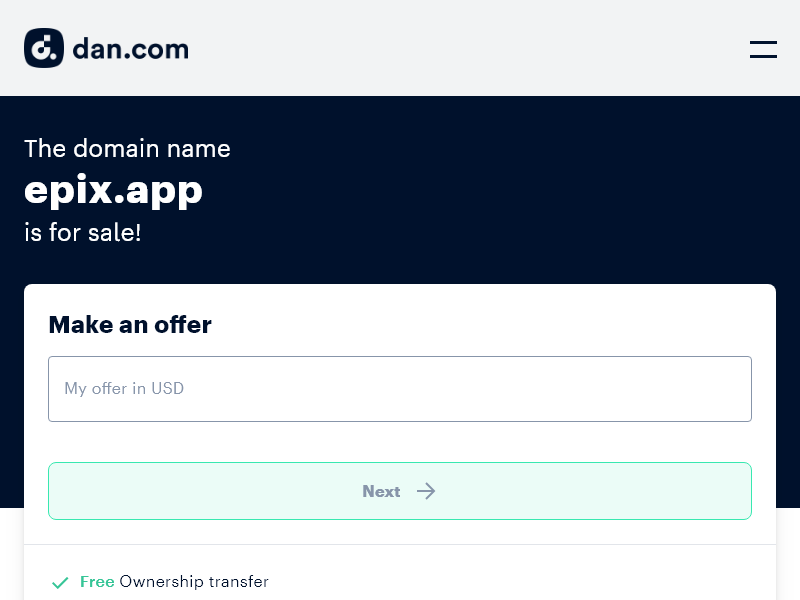 dan.com
The domain name
epix.app
is for sale!
Make an offer
My offer in USD
Next
Free Ownership transfer